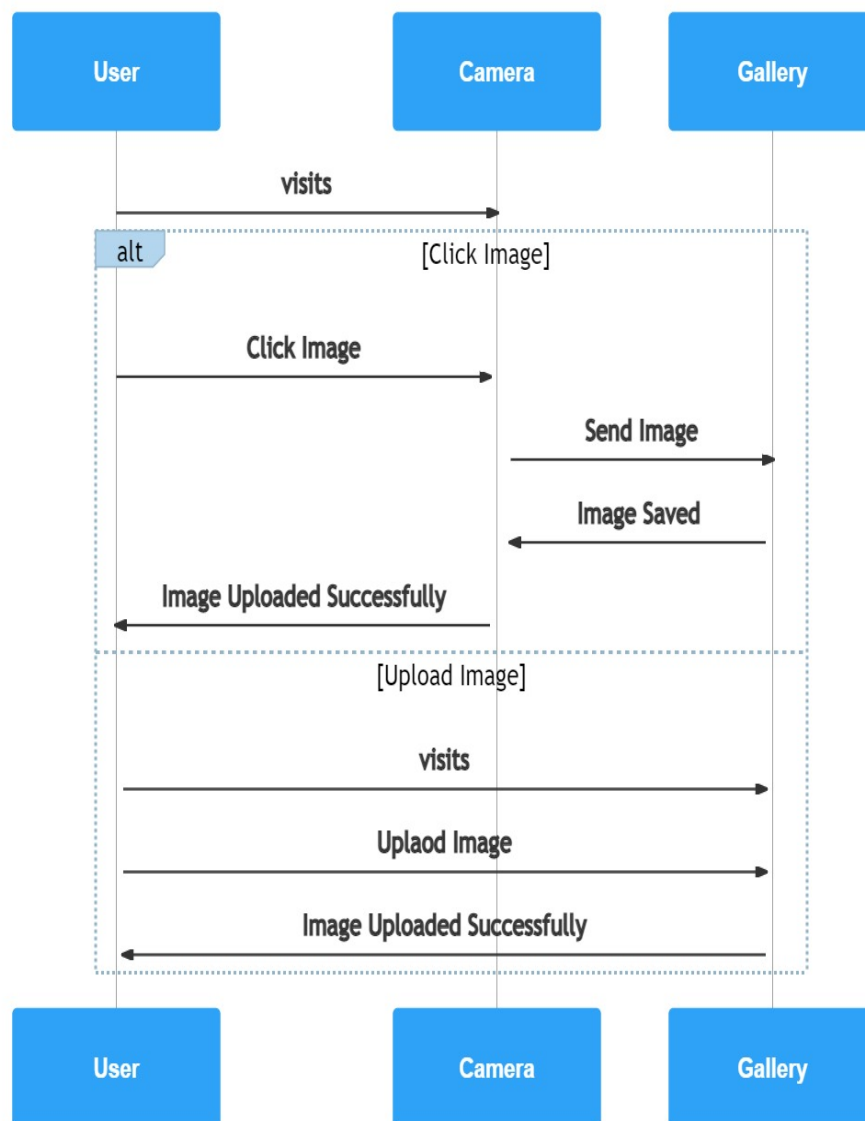 User Camera Gallery
visits
alt [Click Image]
Click Image
Send Image
Image Saved
Image Uploaded Successfully
[Upload Image]
visits
Uplaod Image
Image Uploaded Successfully
User Camera Gallery